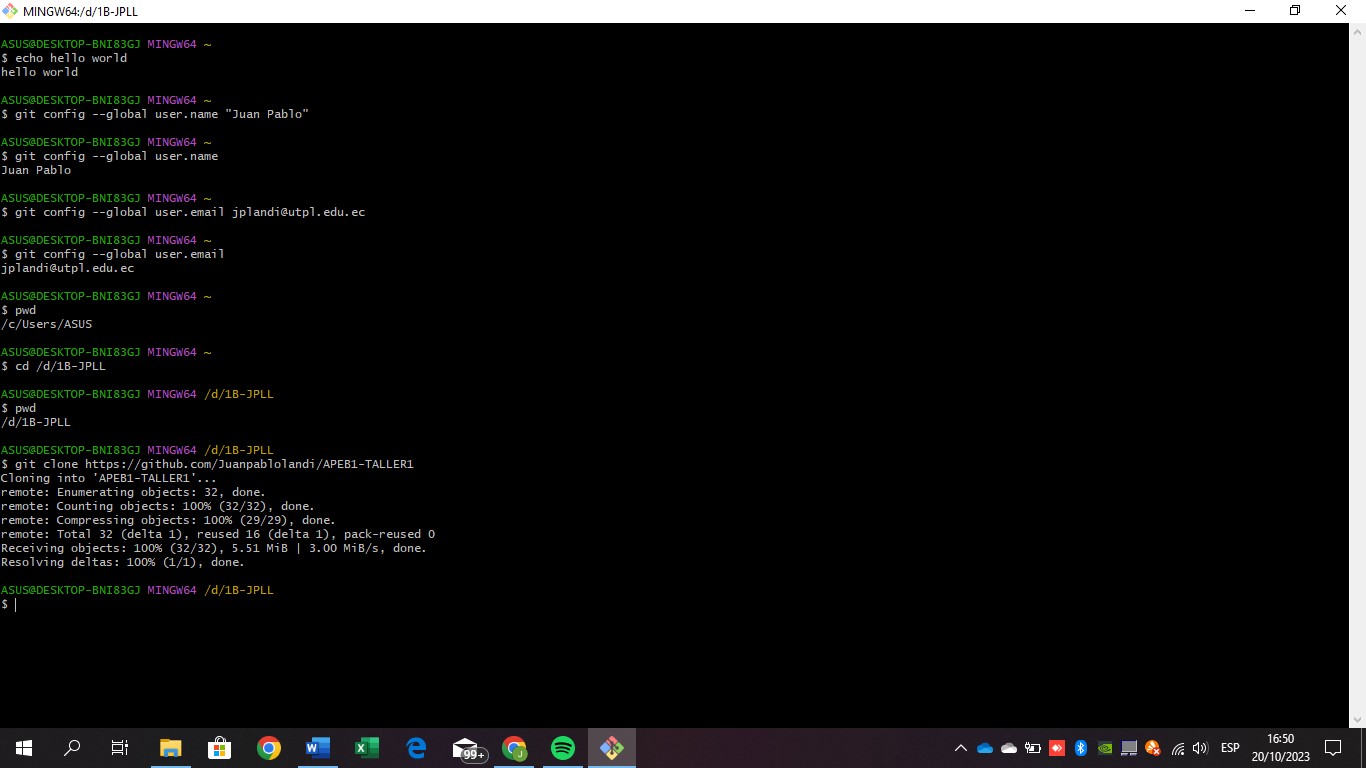 MINGW64:/d/1B-JPLL
ASUS@DESKTOP-BNI83GJ MINGW64 ~
$ echo hello world
hello world
ASUS@DESKTOP-BNI83GJ MINGW64 ~
$ git config --global user.name "Juan Pablo"
ASUS@DESKTOP-BNI83GJ MINGW64 ~
$ git config --global user.name
Juan Pablo
ASUS@DESKTOP-BNI83GJ MINGW64 ~
$ git config --global user.email jplandi@utpl.edu.ec
ASUS@DESKTOP-BNI83GJ MINGW64 ~
$ git config --global user.email
jplandi@utpl.edu.ec
ASUS@DESKTOP-BNI83GJ MINGW64 ~
$ pwd
/c/Users/ASUS
ASUS@DESKTOP-BNI83GJ MINGW64 ~
$ cd /d/1B-JPLL
ASUS@DESKTOP-BNI83GJ MINGW64 /d/1B-JPLL
$ pwd
/d/1B-JPLL
ASUS@DESKTOP-BNI83GJ MINGW64 /d/1B-JPLL
$ git clone https://github.com/Juanpablolandi/APEB1-TALLER1
Cloning into 'APEB1-TALLER1'...
remote: Enumerating objects: 32, done.
remote: Counting objects: 100% (32/32), done.
remote: Compressing objects: 100% (29/29), done.
remote: Total 32 (delta 1), reused 16 (delta 1), pack-reused 0
Receiving objects: 100% (32/32), 5.51 MiB | 3.00 MiB/s, done.
Resolving deltas: 100% (1/1), done.
ASUS@DESKTOP-BNI83GJ MINGW64 /d/1B-JPLL
$
99+
ESP
16:50
20/10/2023